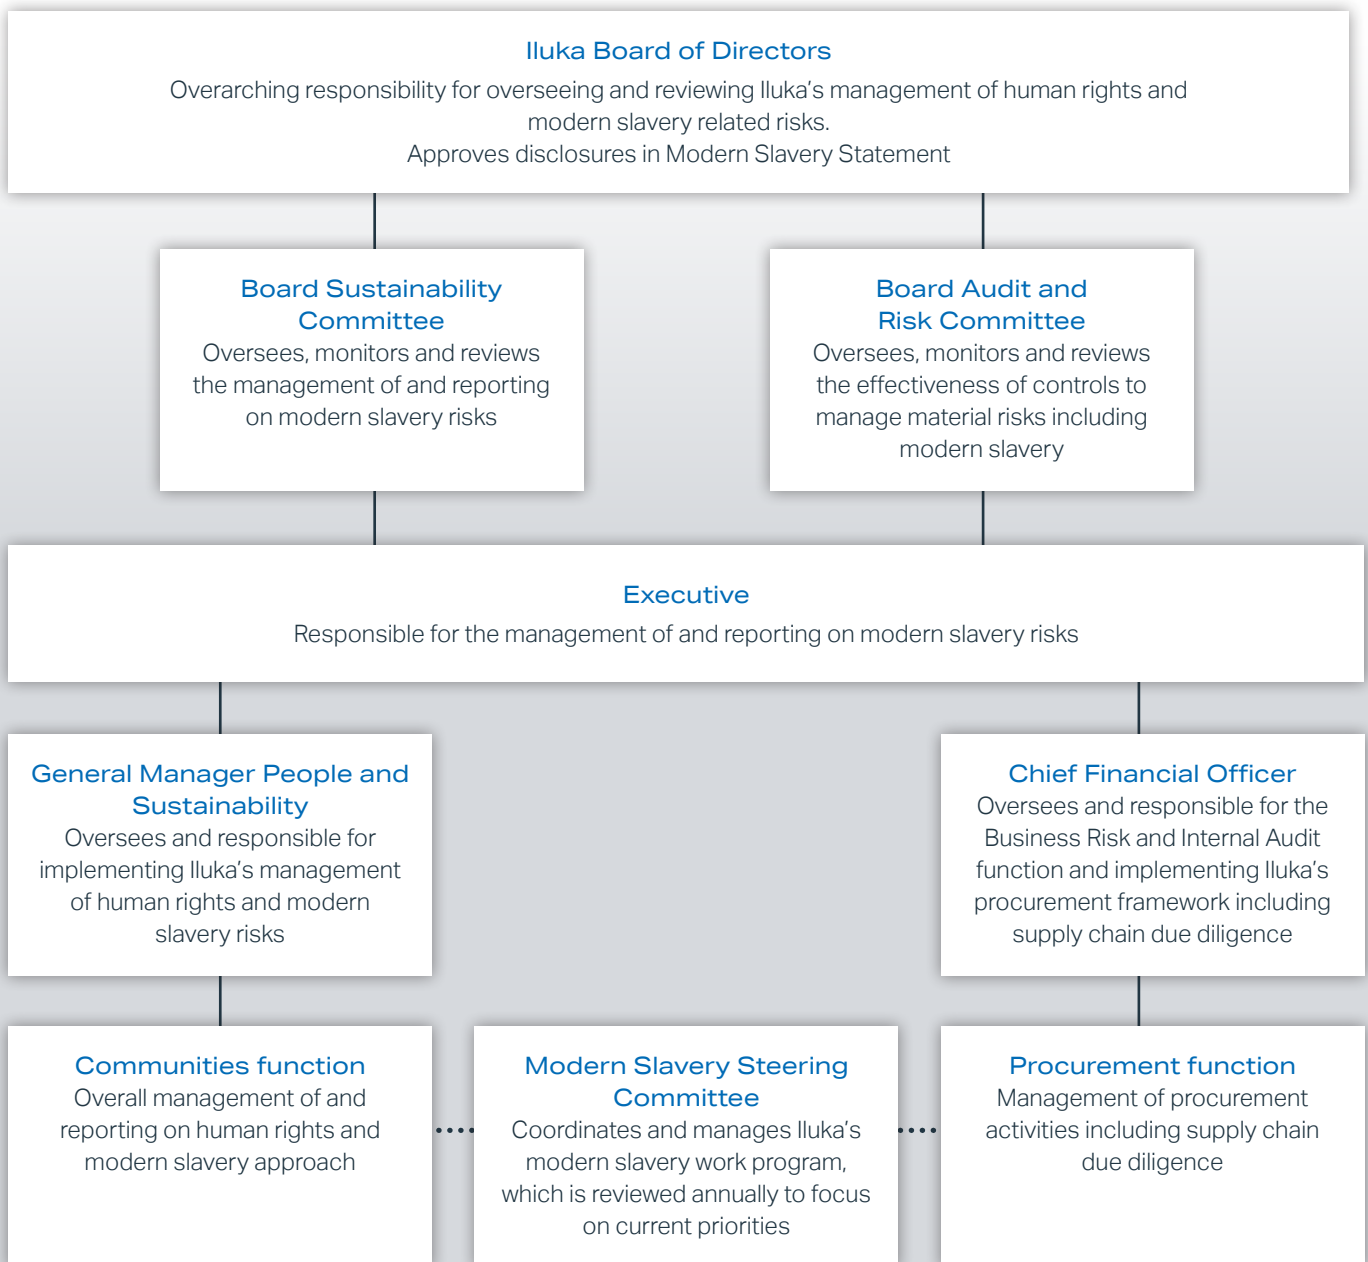 Iluka Board of Directors
Overarching responsibility for overseeing and reviewing Iluka's management of human rights and
modern slavery related risks.
Approves disclosures in Modern Slavery Statement
Board Sustainability
Committee
Oversees, monitors and reviews
the management of and reporting
on modern slavery risks
Board Audit and
Risk Committee
Oversees, monitors and reviews
the effectiveness of controls to
manage material risks including
modern slavery
Executive
Responsible for the management of and reporting on modern slavery risks
General Manager People and
Sustainability
Oversees and responsible for
implementing Iluka's management
of human rights and modern
slavery risks
Chief Financial Officer
Oversees and responsible for the
Business Risk and Internal Audit
function and implementing Iluka's
procurement framework including
supply chain due diligence
Communities function
Overall management of and
reporting on human rights and
modern slavery approach
Modern Slavery Steering
Committee
Coordinates and manages Iluka's
modern slavery work program,
which is reviewed annually to focus
on current priorities
Procurement function
Management of procurement
activities including supply chain
due diligence